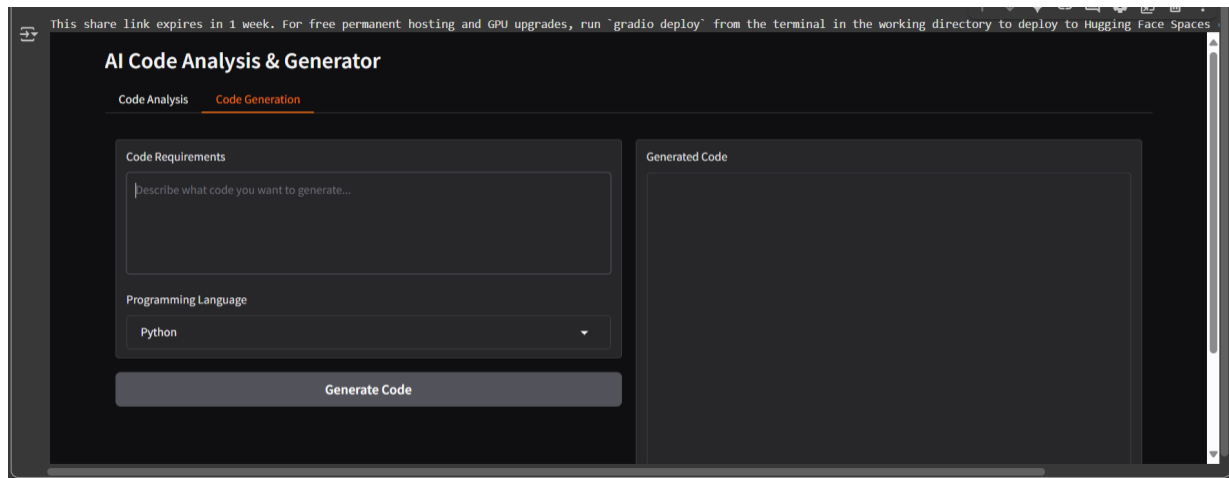 This share link expires in 1 week. For free permanent hosting and GPU upgrades, run `gradio deploy` from the terminal in the working directory to deploy to Hugging Face Spaces
AI Code Analysis & Generator
Code Analysis Code Generation
Code Requirements
Describe what code you want to generate...
Programming Language
Python
Generate Code
Generated Code